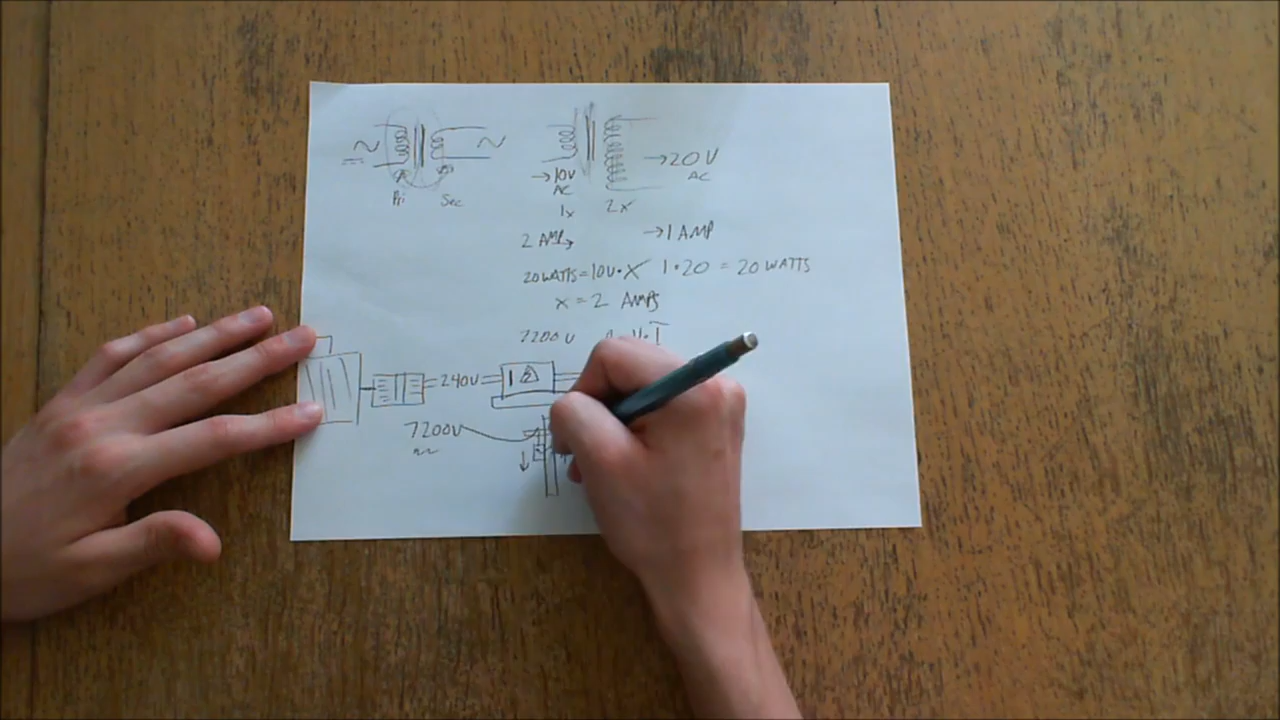 Pri
Sec
→10V
AC
→20V
AC
1x
2x
2 AMP→
→1 AMP
20 WATTS = 10V・X
1・20 = 20 WATTS
X = 2 AMPS
7200 V
V・I
240V
7200V